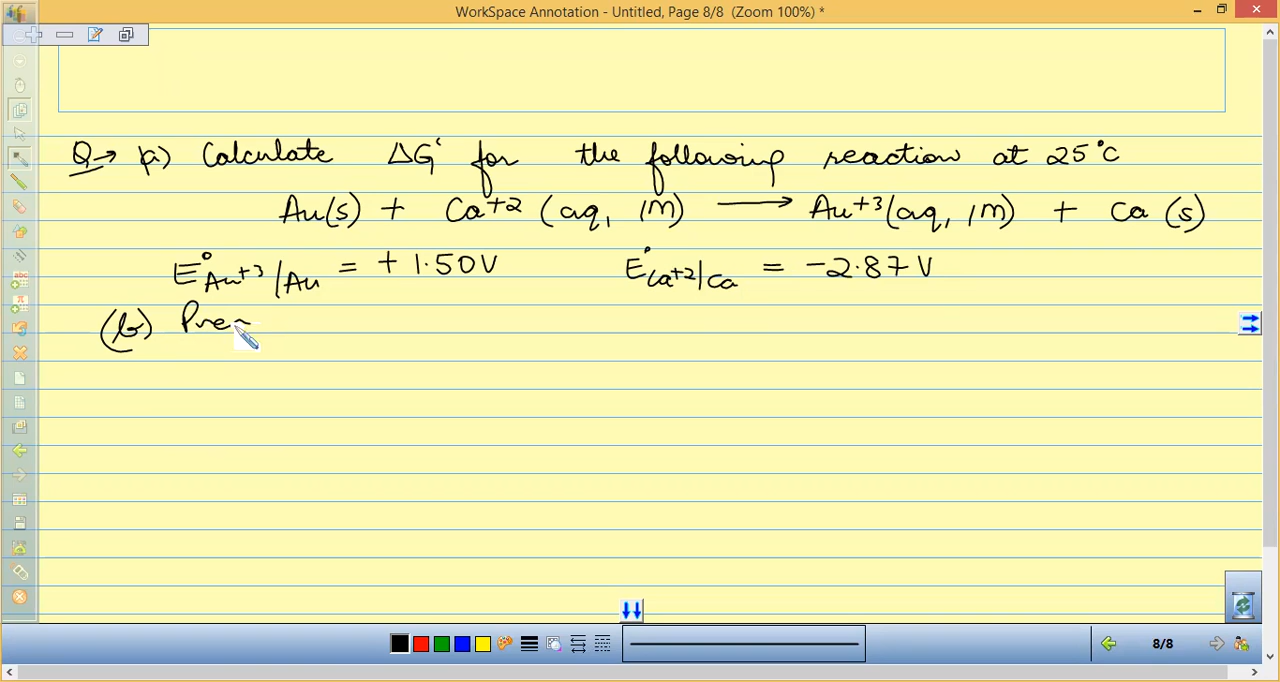 WorkSpace Annotation - Untitled, Page 8/8 (Zoom 100%) *
Q→ (a) Calculate ΔG° for the following reaction at 25°C
Au(s) + Ca+2 (aq, 1M) → Au+3(aq, 1M) + Ca (s)
E°Au+3/Au = +1.50V E°Ca+2/Ca = -2.87 V
(b) Pre
8/8